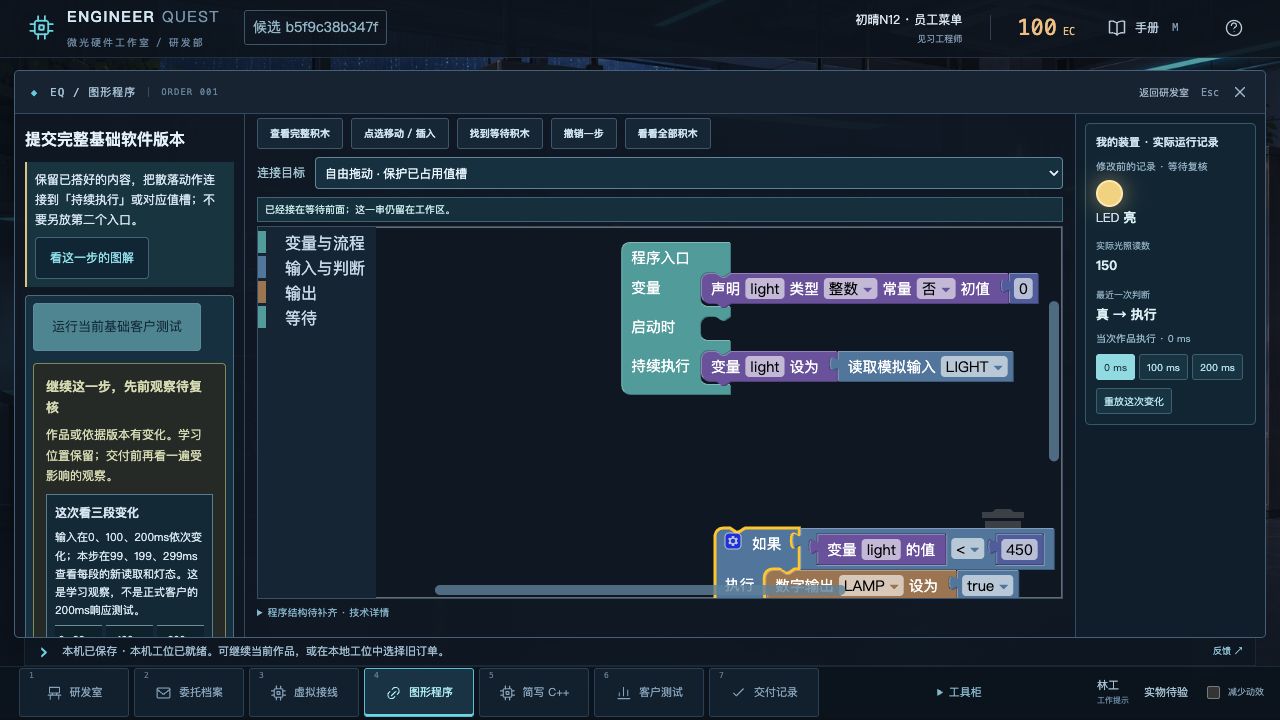 ENGINEER QUEST
微光硬件工作室 / 研发部
候选 b5f9c38b347f
初晴N12 · 员工菜单
见习工程师
100 EC
手册 M
EQ / 图形程序 | ORDER 001
返回研发室 Esc
提交完整基础软件版本
保留已搭好的内容，把散落动作连
接到「持续执行」或对应值槽；不
要另放第二个入口。
看这一步的图解
运行当前基础客户测试
继续这一步，先前观察待复
核
作品或依据版本有变化。学习
位置保留；交付前再看一遍受
影响的观察。
这次看三段变化
输入在0、100、200ms依次变
化；本步在99、199、299ms
查看每段的新读取和灯态。这
是学习观察，不是正式客户的
200ms响应测试。
查看完整积木
点选移动 / 插入
找到等待积木
撤销一步
看看全部积木
连接目标
自由拖动 · 保护已占用值槽
已经接在等待前面；这一串仍留在工作区。
变量与流程
输入与判断
输出
等待
程序入口
变量 声明 light 类型 整数 常量 否 初值 0
启动时
持续执行 变量 light 设为 读取模拟输入 LIGHT
如果 变量 light 的值 < 450
执行 数字输出 LAMP 设为 true
程序结构待补齐 · 技术详情
我的装置 · 实际运行记录
修改前的记录 · 等待复核
LED 亮
实际光照读数
150
最近一次判断
真 → 执行
当次作品执行 · 0 ms
0 ms
100 ms
200 ms
重放这次变化
本机已保存 · 本机工位已就绪。可继续当前作品，或在本地工位中选择旧订单。
反馈 ↗
1 研发室
2 委托档案
3 虚拟接线
4 图形程序
5 简写 C++
6 客户测试
7 交付记录
工具柜
林工
工作提示
实物待验
减少动效